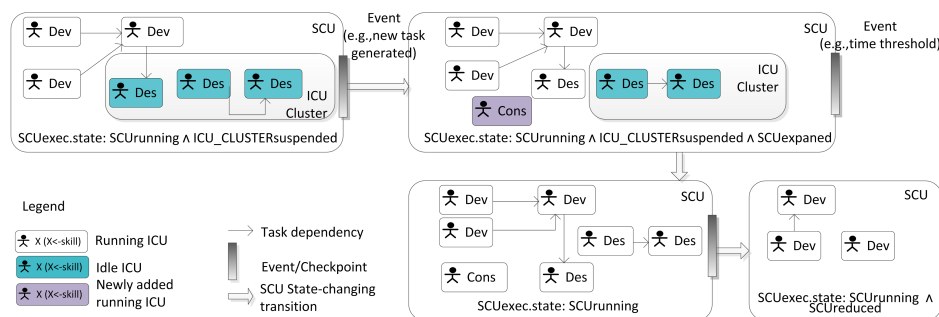 SCU
Dev
Dev
Dev
Des
Des
Des
ICU
Cluster
SCUexec.state: SCUrunning ∧ ICU_CLUSTERsuspended
Event
(e.g.,new task
generated)
SCU
Dev
Dev
Dev
Des
Cons
Des
Des
ICU
Cluster
SCUexec.state: SCUrunning ∧ ICU_CLUSTERsuspended ∧ SCUexpaned
Event
(e.g.,time threshold)
SCU
Dev
Dev
Dev
Des
Des
Cons
Des
SCUexec.state: SCUrunning
SCU
Dev
Dev
Dev
SCUexec.state: SCUrunning ∧
SCUreduced
Legend
X (X<-skill)
Running ICU
X (X<-skill)
Idle ICU
X (X<-skill)
Newly added
running ICU
Task dependency
Event/Checkpoint
SCU State-changing
transition